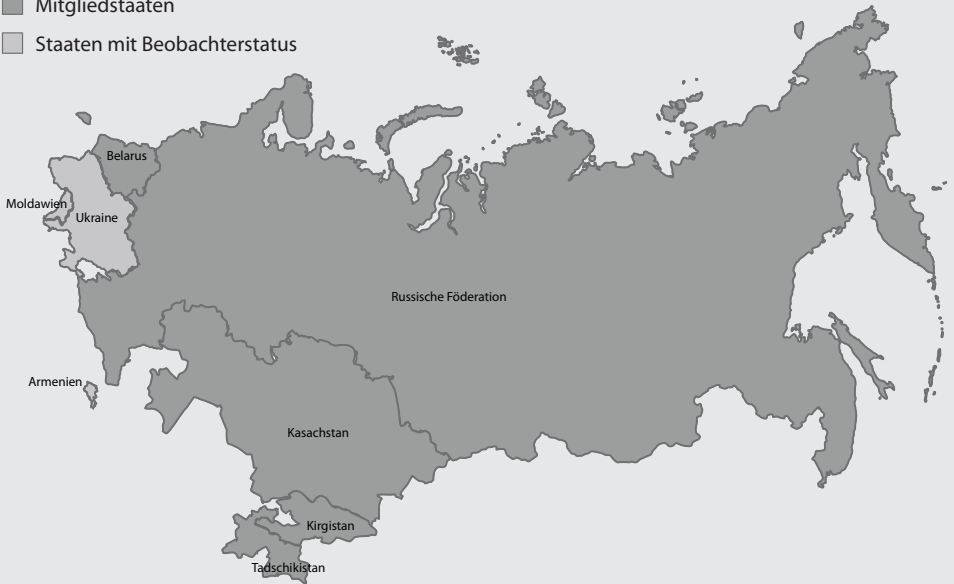 Mitgliedstaaten
Staaten mit Beobachterstatus
Belarus
Moldawien
Ukraine
Russische Föderation
Armenien
Kasachstan
Kirgistan
Tadschikistan